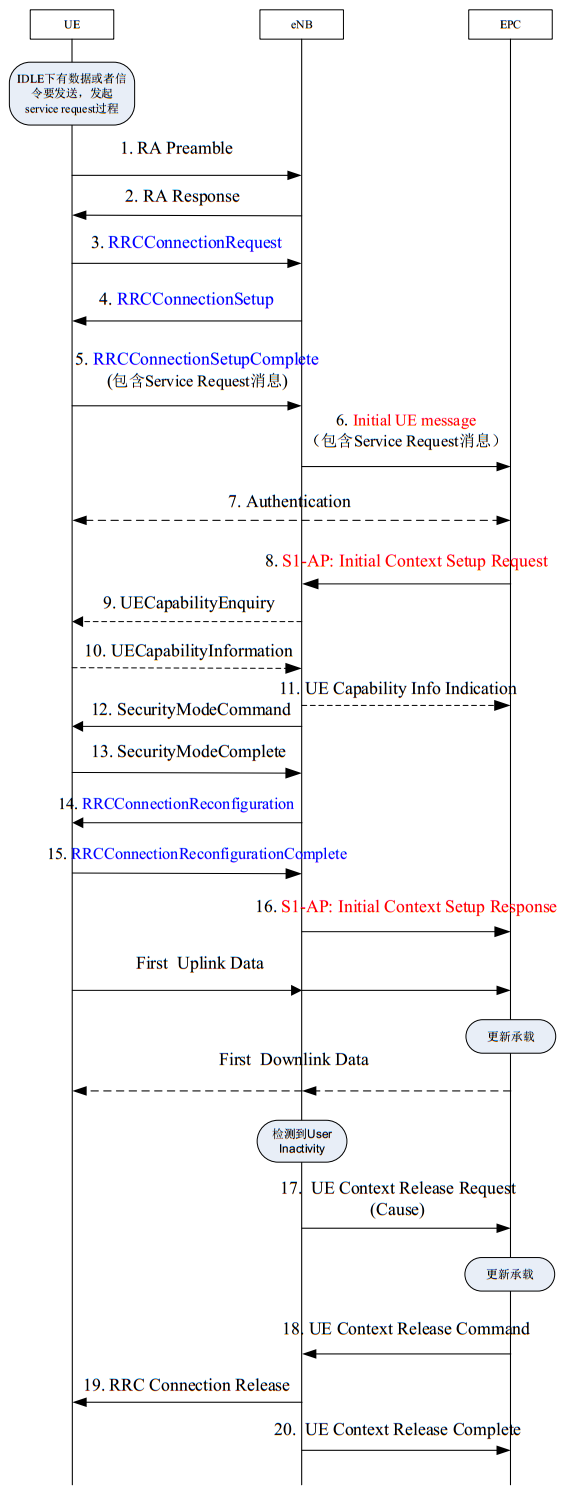 UE
eNB
EPC
IDLE下有数据或者信
令要发送，发起
service request过程
1. RA Preamble
2. RA Response
3. RRCConnectionRequest
4. RRCConnectionSetup
5. RRCConnectionSetupComplete
(包含Service Request消息)
6. Initial UE message
（包含Service Request消息）
7. Authentication
8. S1-AP: Initial Context Setup Request
9. UECapabilityEnquiry
10. UECapabilityInformation
11. UE Capability Info Indication
12. SecurityModeCommand
13. SecurityModeComplete
14. RRCConnectionReconfiguration
15. RRCConnectionReconfigurationComplete
16. S1-AP: Initial Context Setup Response
First Uplink Data
更新承载
First Downlink Data
检测到User
Inactivity
17. UE Context Release Request
(Cause)
更新承载
18. UE Context Release Command
19. RRC Connection Release
20. UE Context Release Complete